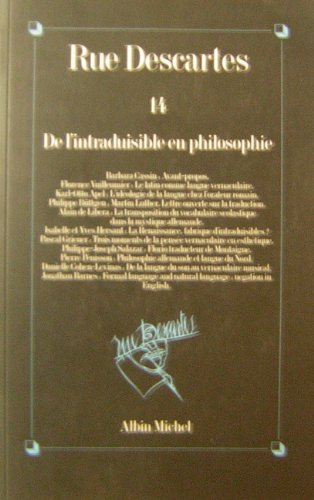 Rue Descartes
14
De l'intraduisible en philosophie
Barbara Cassin : Avant-propos.
Florence Vuilleumier : Le latin comme langue vernaculaire.
Karl-Otto Apel : L'idéologie de la langue chez l'orateur romain.
Philippe Büttgen : Martin Luther. Lettre ouverte sur la traduction.
Alain de Libera : La transposition du vocabulaire scolastique
dans la mystique allemande.
Isabelle et Yves Hersant : La Renaissance, fabrique d'intraduisibles ?
Pascal Griener : Trois moments de la pensée vernaculaire en esthétique.
Philippe-Joseph Salazar : Florio traducteur de Montaigne.
Pierre Pénisson : Philosophie allemande et langue du Nord.
Danielle Cohen-Levinas : De la langue du son au vernaculaire musical.
Jonathan Barnes : Formal language and natural language : negation in
English.
rue Descartes
Albin Michel